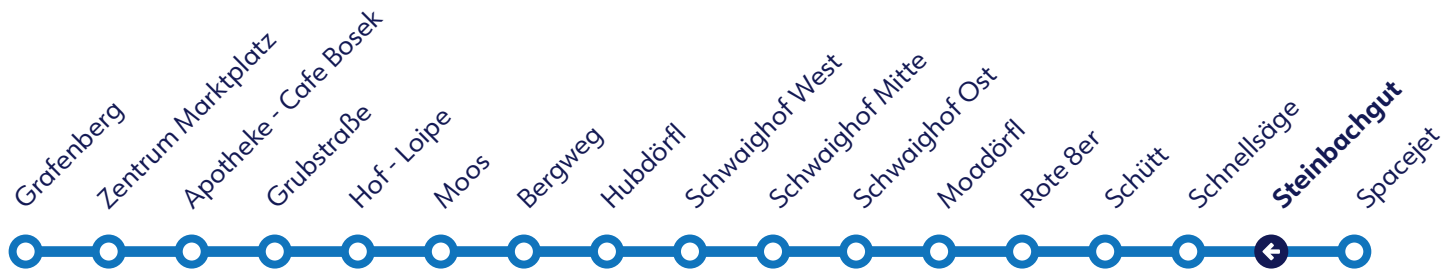 Grafenberg
Zentrum Marktplatz
Apotheke - Cafe Bosek
Grubstraße
Hof - Loipe
Moos
Bergweg
Hubdörfl
Schwaighof West
Schwaighof Mitte
Schwaighof Ost
Moadörfl
Rote 8er
Schütt
Schnellsäge
Steinbachgut
Spacejet